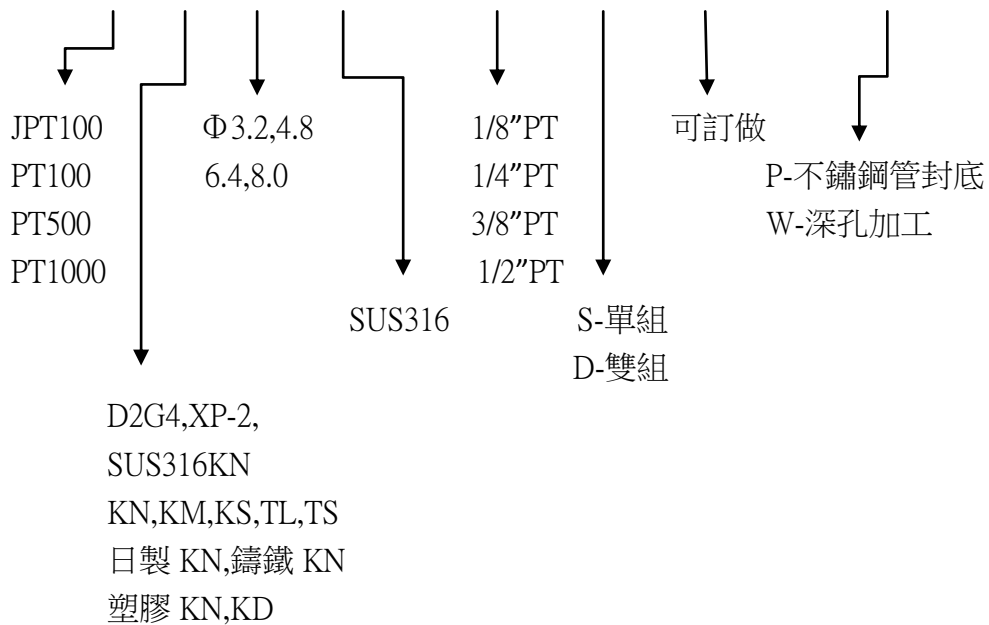 JPT100
PT100
PT500
PT1000
Φ3.2,4.8
6.4,8.0
1/8"PT
1/4"PT
3/8"PT
1/2"PT
可訂做
P-不鏽鋼管封底
W-深孔加工
SUS316
S-單組
D-雙組
D2G4,XP-2,
SUS316KN
KN,KM,KS,TL,TS
日製 KN,鑄鐵 KN
塑膠 KN,KD